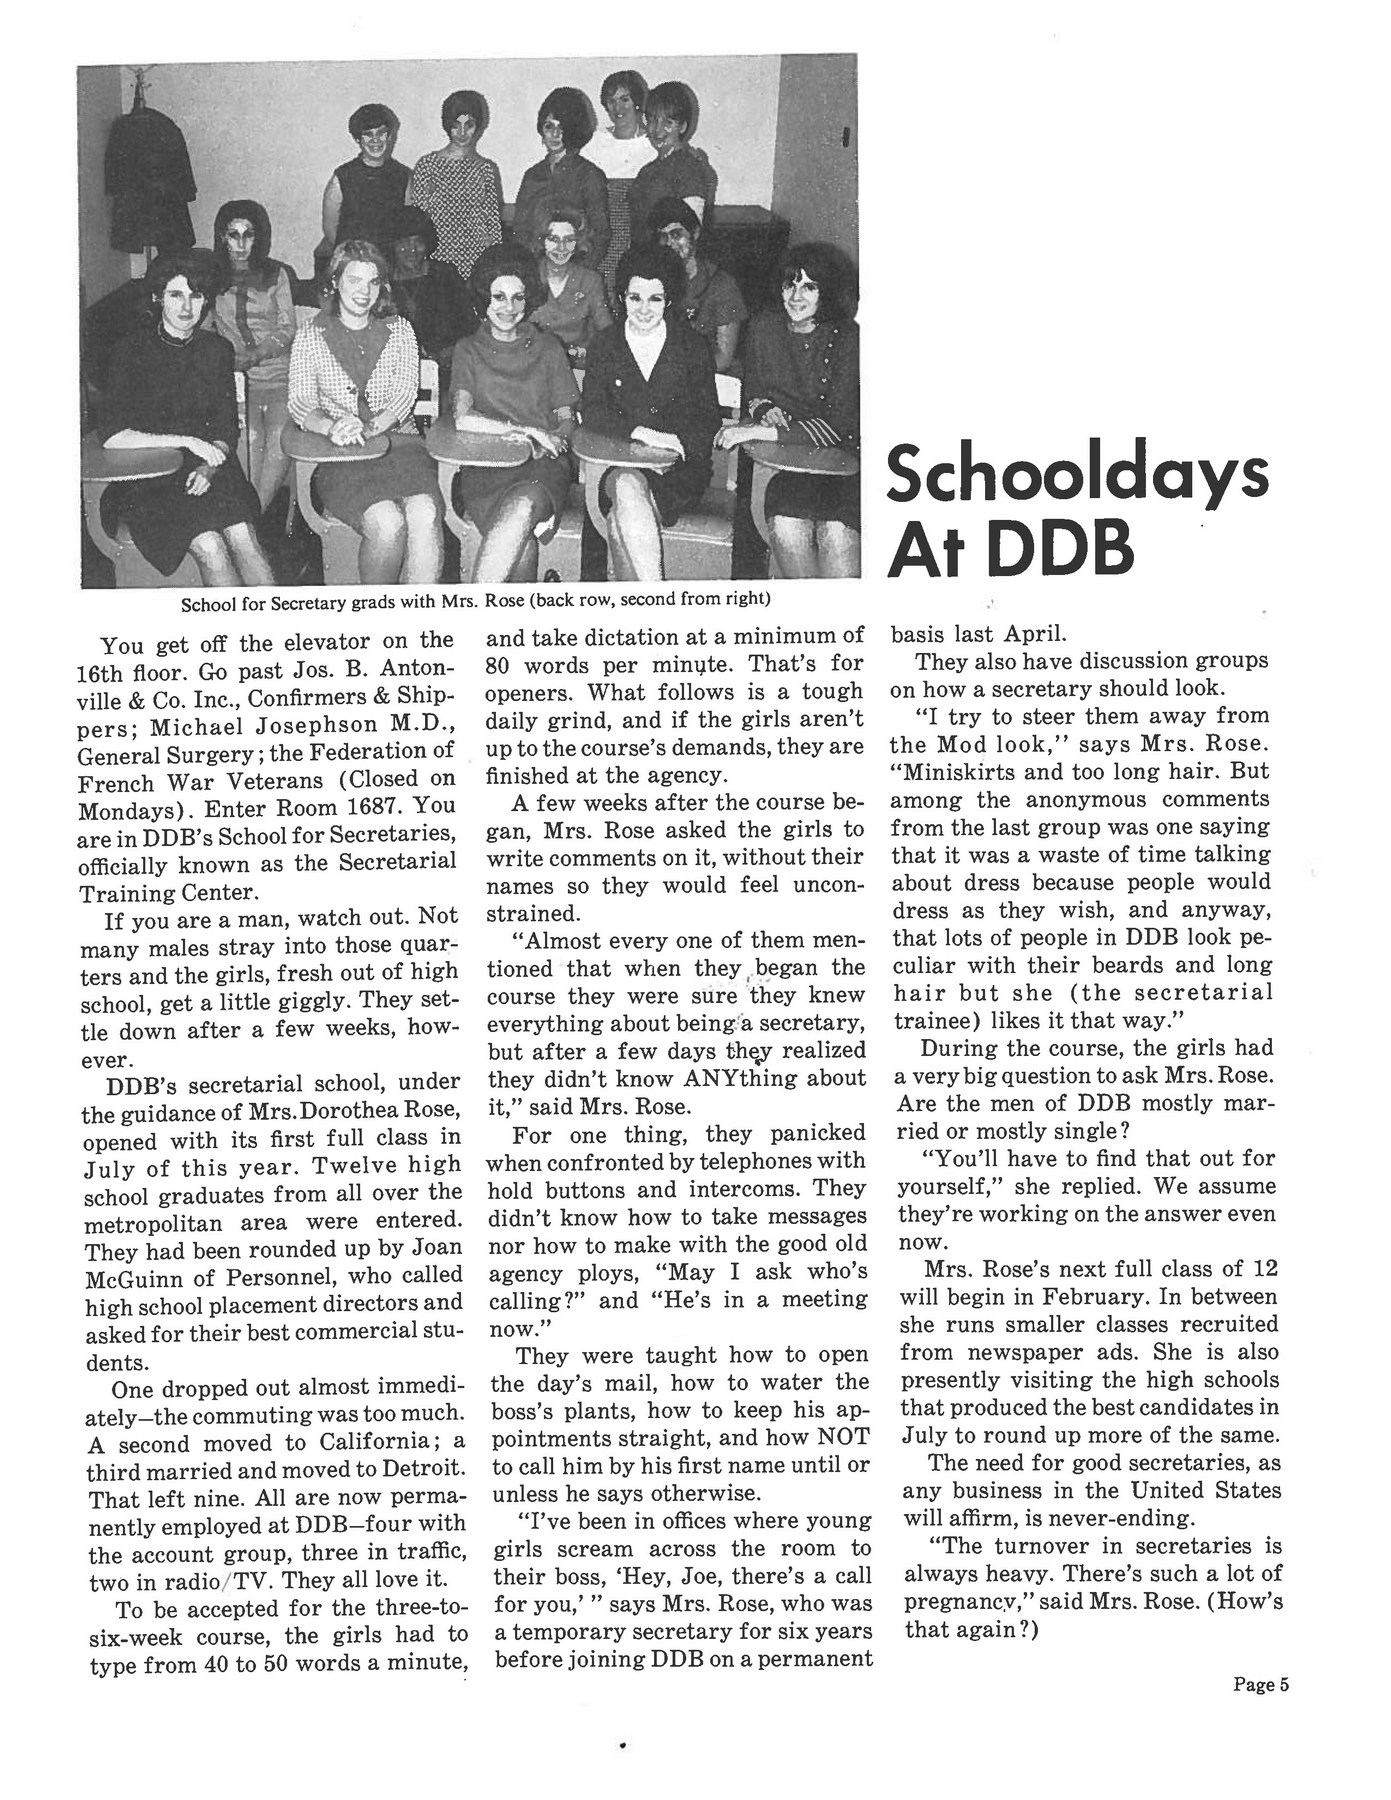 Schooldays
At DDB
School for Secretary grads with Mrs. Rose (back row, second from right)
You get off the elevator on the
16th floor. Go past Jos. B. Anton-
ville & Co. Inc., Confirmers & Ship-
pers; Michael Josephson M.D.,
General Surgery; the Federation of
French War Veterans (Closed on
Mondays). Enter Room 1687. You
are in DDB's School for Secretaries,
officially known as the Secretarial
Training Center.
If you are a man, watch out. Not
many males stray into those quar-
ters and the girls, fresh out of high
school, get a little giggly. They set-
tle down after a few weeks, how-
ever.
DDB's secretarial school, under
the guidance of Mrs. Dorothea Rose,
opened with its first full class in
July of this year. Twelve high
school graduates from all over the
metropolitan area were entered.
They had been rounded up by Joan
McGuinn of Personnel, who called
high school placement directors and
asked for their best commercial stu-
dents.
One dropped out almost immedi-
ately—the commuting was too much.
A second moved to California; a
third married and moved to Detroit.
That left nine. All are now perma-
nently employed at DDB—four with
the account group, three in traffic,
two in radio/TV. They all love it.
To be accepted for the three-to-
six-week course, the girls had to
type from 40 to 50 words a minute,
and take dictation at a minimum of
80 words per minute. That's for
openers. What follows is a tough
daily grind, and if the girls aren't
up to the course's demands, they are
finished at the agency.
A few weeks after the course be-
gan, Mrs. Rose asked the girls to
write comments on it, without their
names so they would feel uncon-
strained.
"Almost every one of them men-
tioned that when they began the
course they were sure they knew
everything about being a secretary,
but after a few days they realized
they didn't know ANYthing about
it," said Mrs. Rose.
For one thing, they panicked
when confronted by telephones with
hold buttons and intercoms. They
didn't know how to take messages
nor how to make with the good old
agency ploys, "May I ask who's
calling?" and "He's in a meeting
now."
They were taught how to open
the day's mail, how to water the
boss's plants, how to keep his ap-
pointments straight, and how NOT
to call him by his first name until or
unless he says otherwise.
"I've been in offices where young
girls scream across the room to
their boss, 'Hey, Joe, there's a call
for you,' " says Mrs. Rose, who was
a temporary secretary for six years
before joining DDB on a permanent
basis last April.
They also have discussion groups
on how a secretary should look.
"I try to steer them away from
the Mod look," says Mrs. Rose.
"Miniskirts and too long hair. But
among the anonymous comments
from the last group was one saying
that it was a waste of time talking
about dress because people would
dress as they wish, and anyway,
that lots of people in DDB look pe-
culiar with their beards and long
hair but she (the secretarial
trainee) likes it that way."
During the course, the girls had
a very big question to ask Mrs. Rose.
Are the men of DDB mostly mar-
ried or mostly single?
"You'll have to find that out for
yourself," she replied. We assume
they're working on the answer even
now.
Mrs. Rose's next full class of 12
will begin in February. In between
she runs smaller classes recruited
from newspaper ads. She is also
presently visiting the high schools
that produced the best candidates in
July to round up more of the same.
The need for good secretaries, as
any business in the United States
will affirm, is never-ending.
"The turnover in secretaries is
always heavy. There's such a lot of
pregnancy," said Mrs. Rose. (How's
that again?)
Page 5